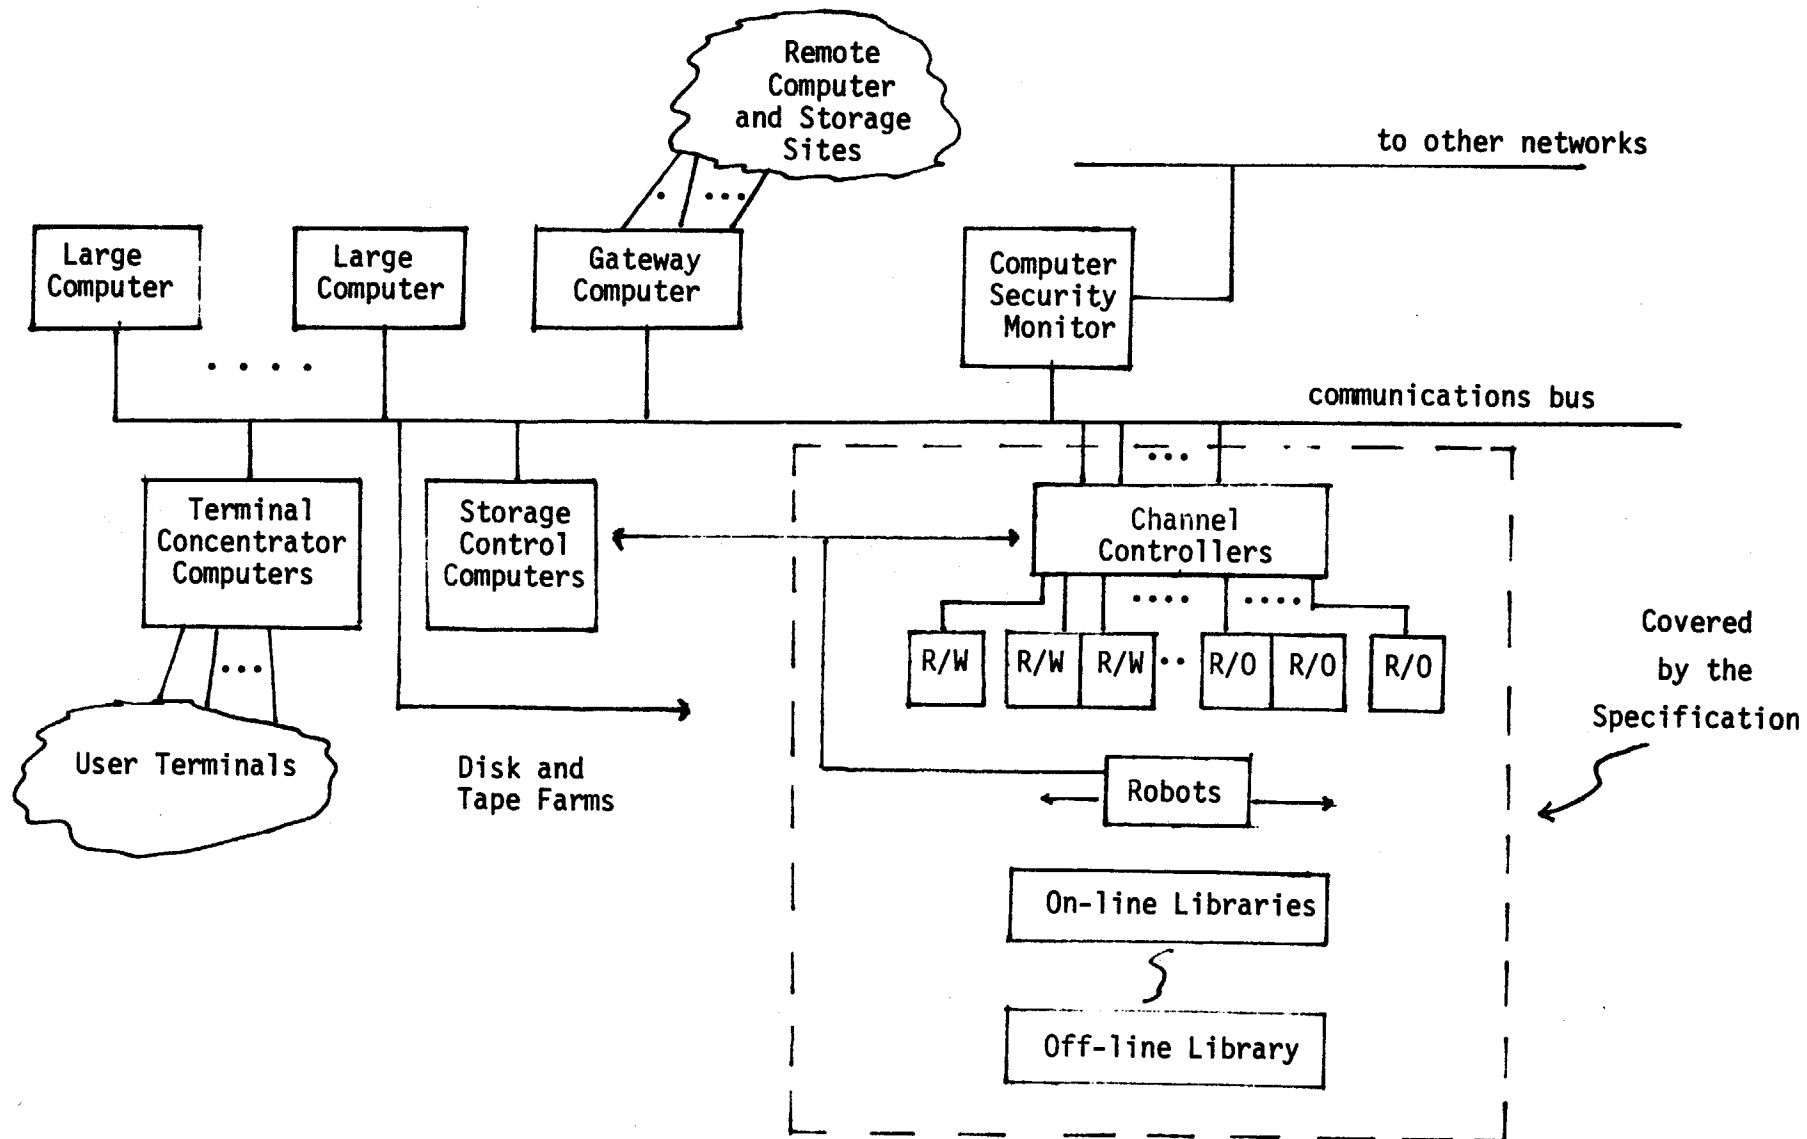 Remote
Computer
and Storage
Sites
to other networks
Large
Computer
Large
Computer
Gateway
Computer
Computer
Security
Monitor
communications bus
Terminal
Concentrator
Computers
Storage
Control
Computers
Channel
Controllers
R/W
R/W
R/W
R/O
R/O
R/O
Covered
by the
Specification
User Terminals
Disk and
Tape Farms
Robots
On-line Libraries
Off-line Library